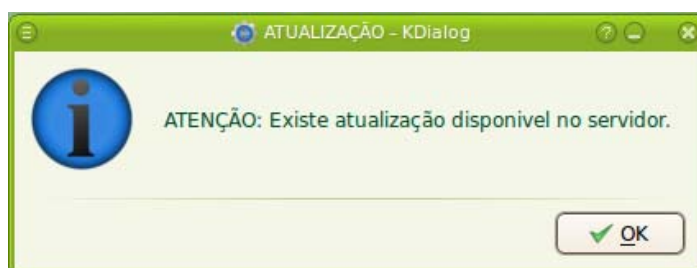 ATUALIZAÇÃO – KDialog
ATENÇÃO: Existe atualização disponivel no servidor.
OK